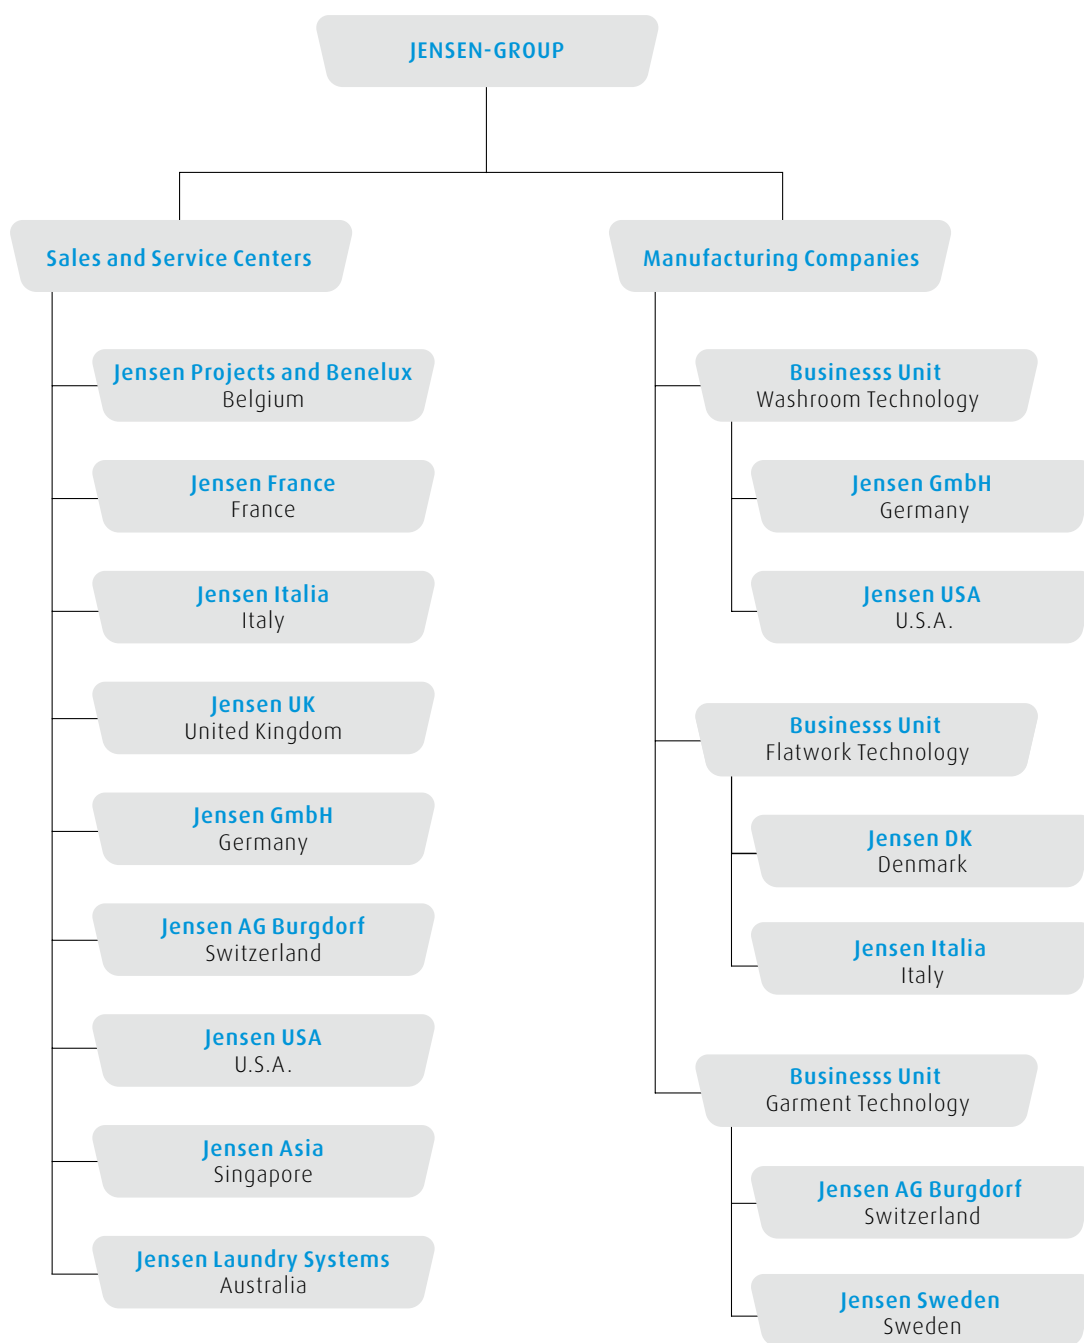 JENSEN-GROUP
Sales and Service Centers
Jensen Projects and Benelux
Belgium
Jensen France
France
Jensen Italia
Italy
Jensen UK
United Kingdom
Jensen GmbH
Germany
Jensen AG Burgdorf
Switzerland
Jensen USA
U.S.A.
Jensen Asia
Singapore
Jensen Laundry Systems
Australia
Manufacturing Companies
Businesss Unit
Washroom Technology
Jensen GmbH
Germany
Jensen USA
U.S.A.
Businesss Unit
Flatwork Technology
Jensen DK
Denmark
Jensen Italia
Italy
Businesss Unit
Garment Technology
Jensen AG Burgdorf
Switzerland
Jensen Sweden
Sweden